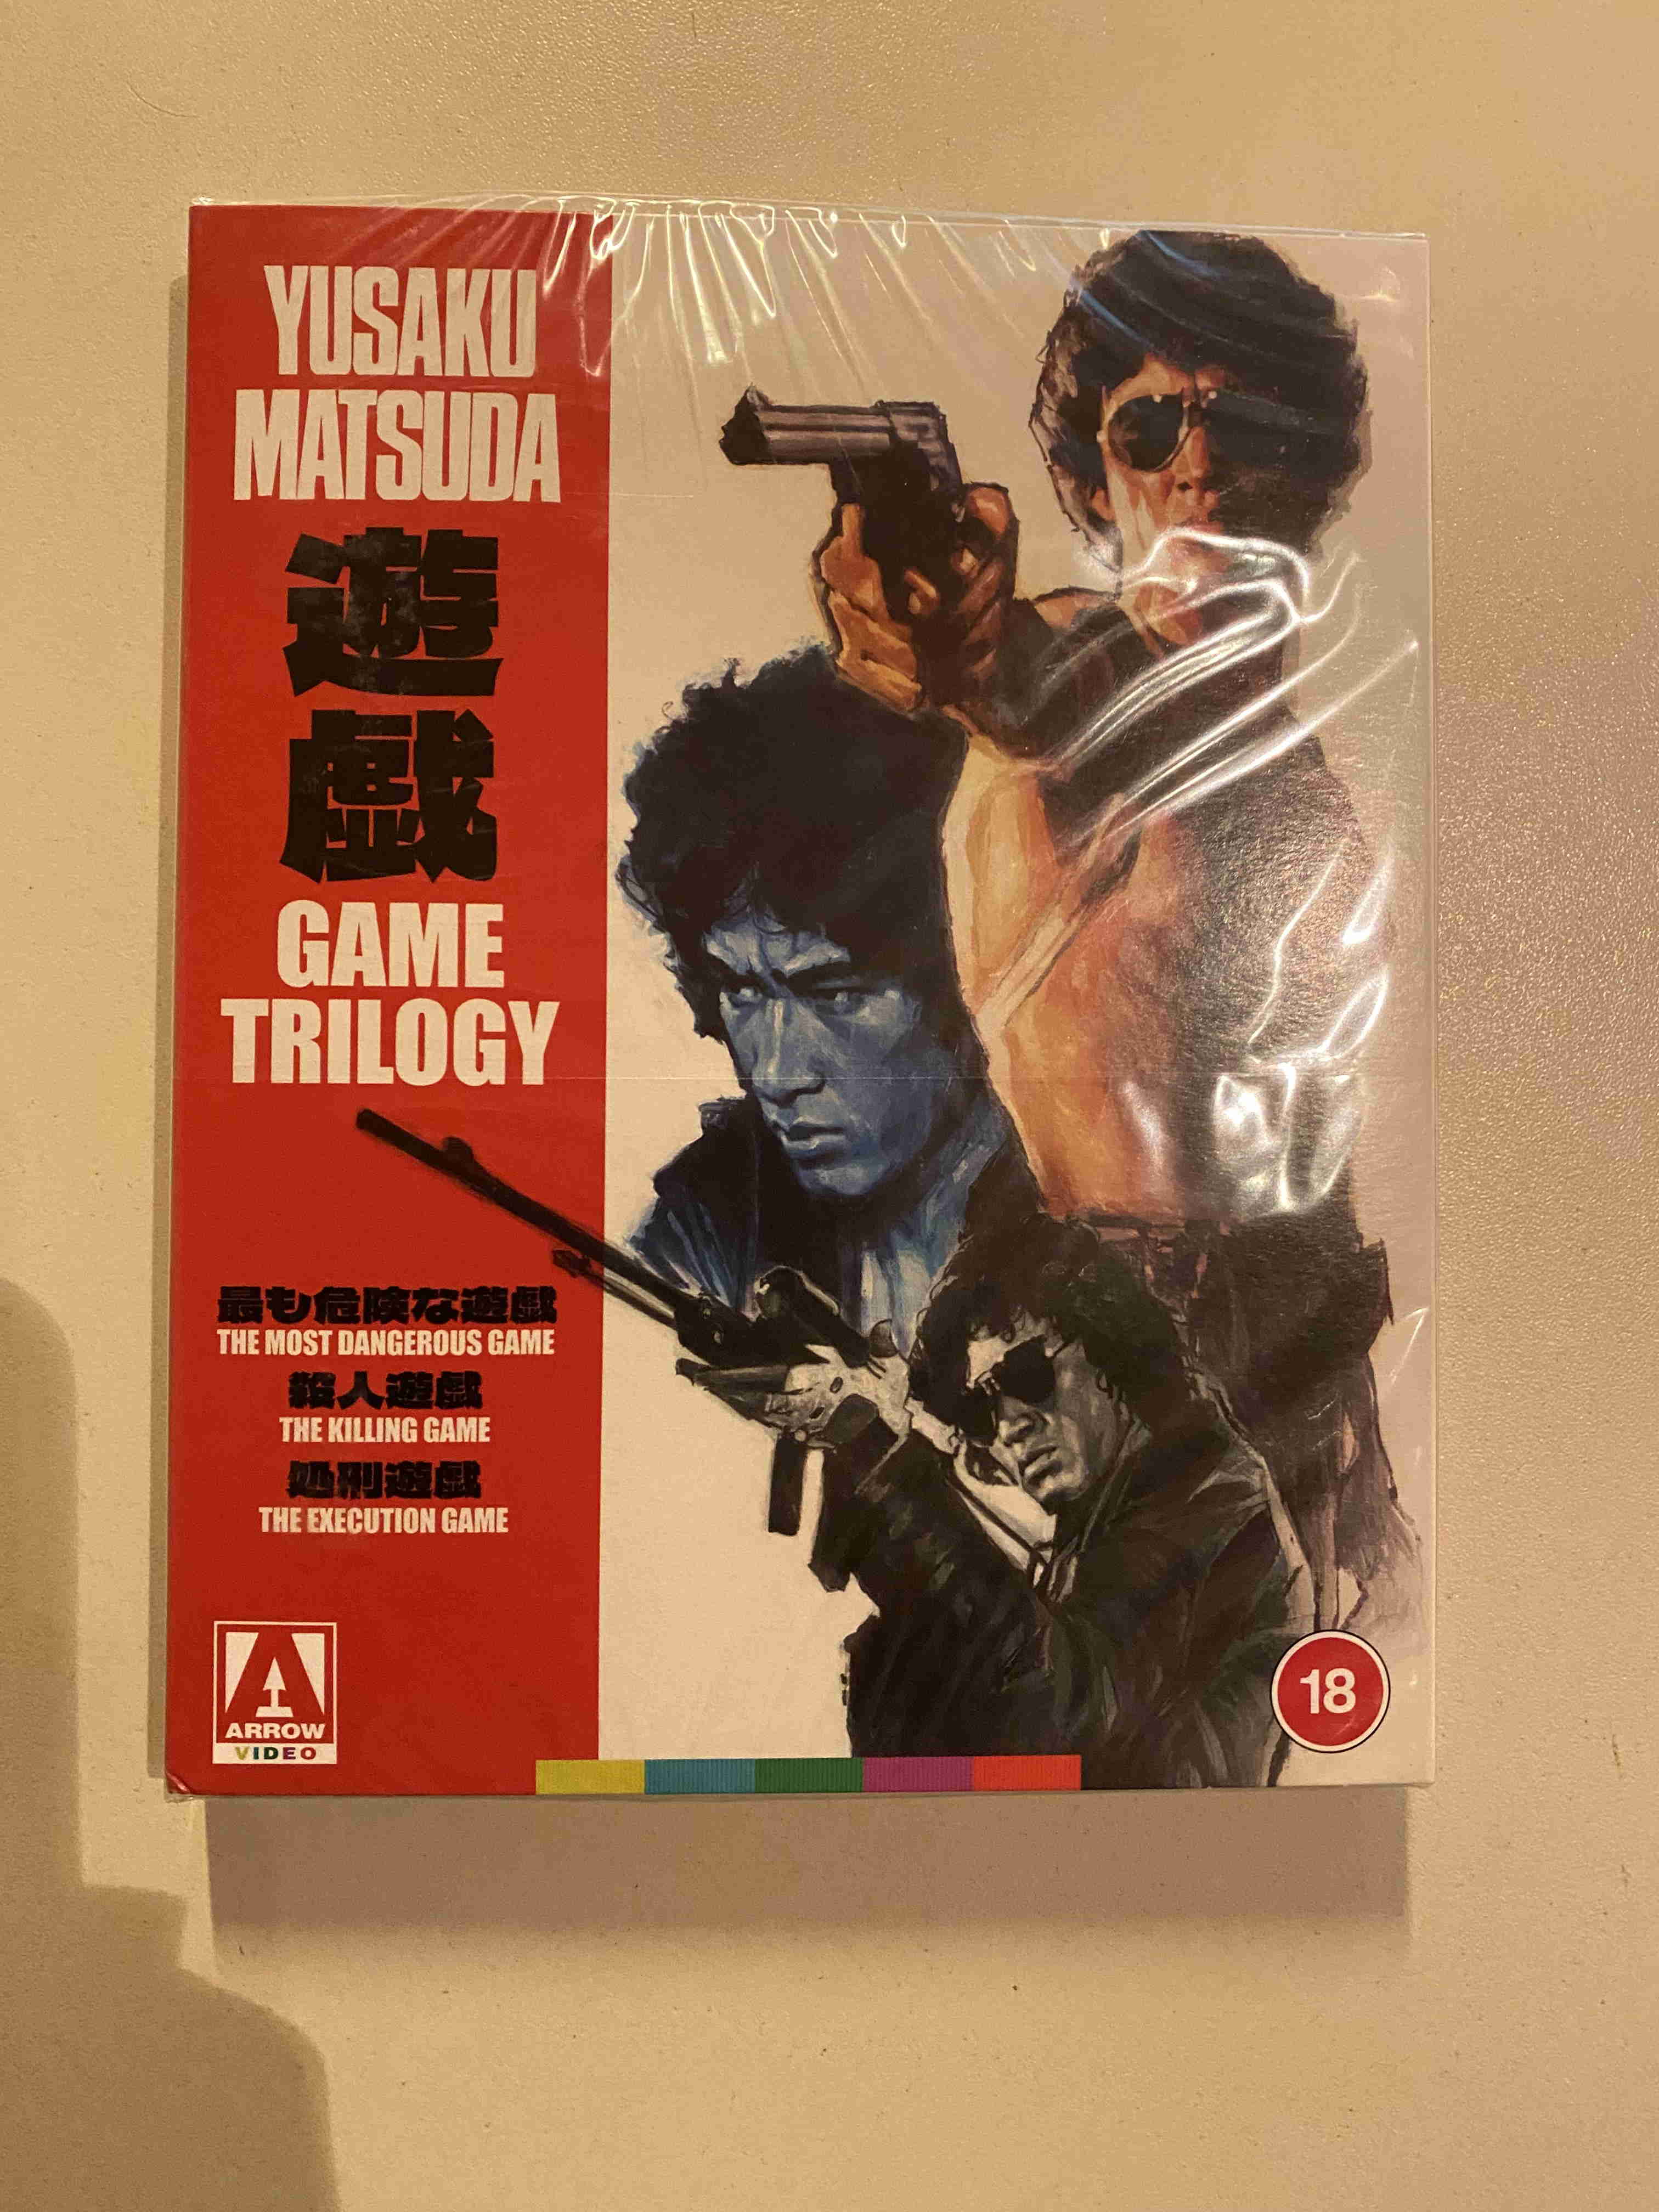 YUSAKU
MATSUDA
遊
戯
GAME
TRILOGY
最も危険な遊戯
THE MOST DANGEROUS GAME
殺人遊戯
THE KILLING GAME
処刑遊戯
THE EXECUTION GAME
A
ARROW
VIDEO
18